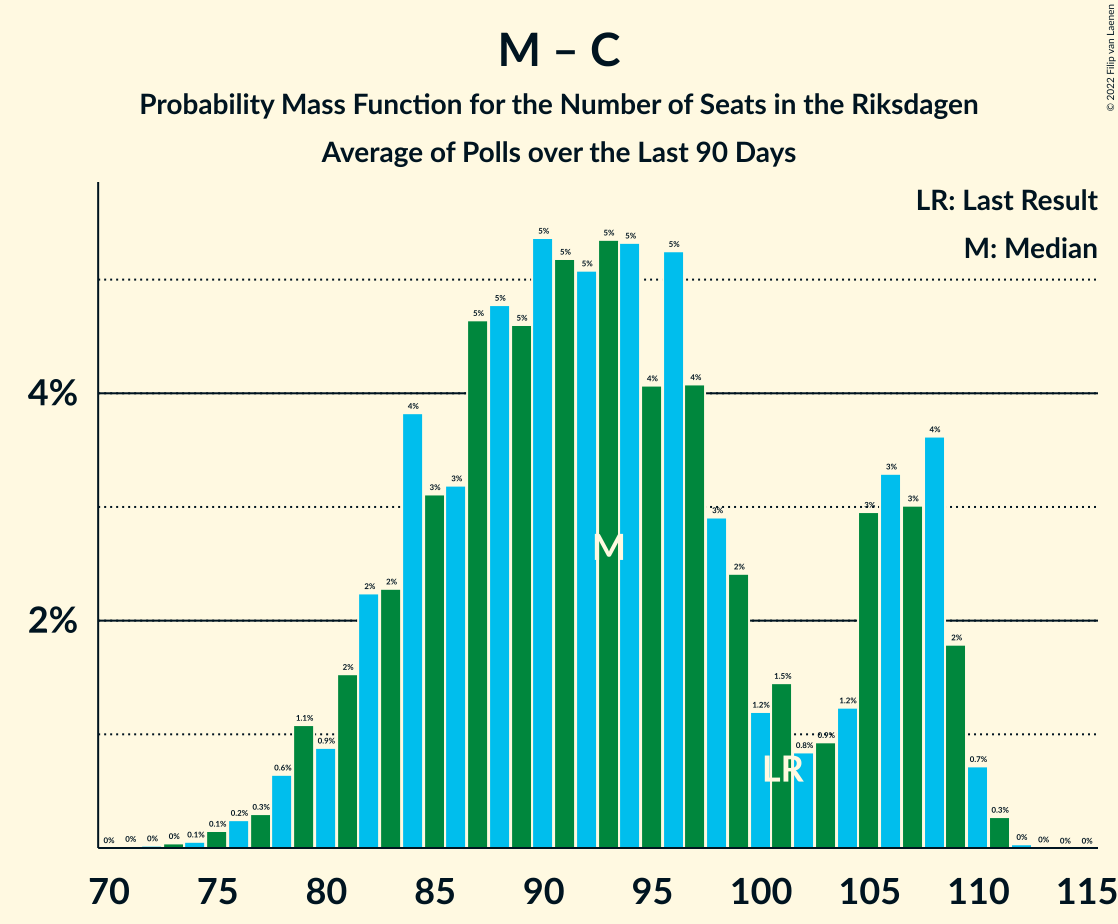 © 2022 Filip van Laenen
M – C
Probability Mass Function for the Number of Seats in the Riksdagen
Average of Polls over the Last 90 Days
LR: Last Result
M: Median
4%
2%
0% 0% 0% 0% 0.1% 0.1% 0.2% 0.3% 0.6% 1.1% 0.9% 2% 2% 2% 4% 3% 3% 5% 5% 5% 5% 5% 5% 5% 5% 4% 5% 4% 3% 2% 1.2% 1.5% 0.8% 0.9% 1.2% 3% 3% 3% 4% 2% 0.7% 0.3% 0% 0% 0% 0%
M
LR
70 75 80 85 90 95 100 105 110 115